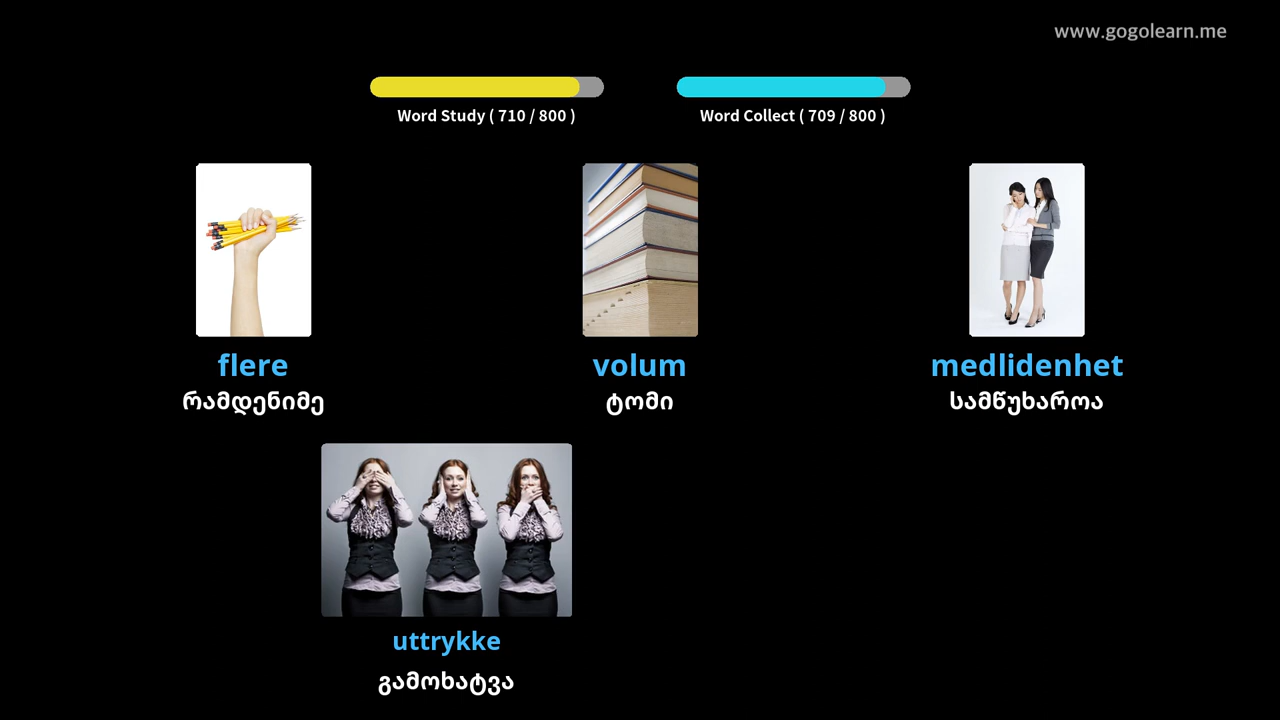 www.gogolearn.me
Word Study ( 710 / 800 )
Word Collect ( 709 / 800 )
flere
volum
medlidenhet
რამდენიმე
ტომი
სამწუხაროა
uttrykke
გამოხატვა